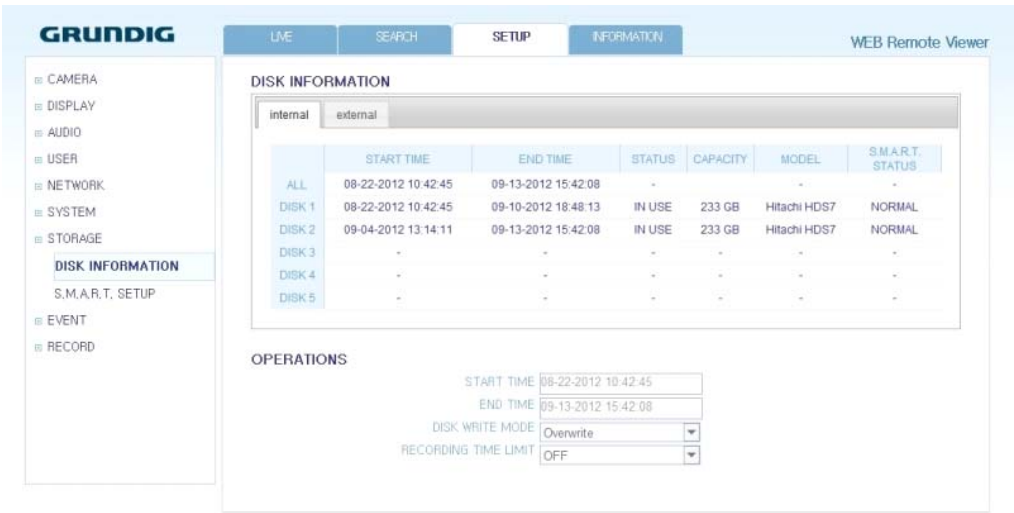 GRUNDIG
LIVE SEARCH SETUP INFORMATION
WEB Remote Viewer
CAMERA
DISPLAY
AUDIO
USER
NETWORK
SYSTEM
STORAGE
DISK INFORMATION
S.M.A.R.T. SETUP
EVENT
RECORD
DISK INFORMATION
internal external
START TIME END TIME STATUS CAPACITY MODEL S.M.A.R.T. STATUS
ALL 08-22-2012 10:42:45 09-13-2012 15:42:08 - - -
DISK 1 08-22-2012 10:42:45 09-10-2012 18:48:13 IN USE 233 GB Hitachi HDS7 NORMAL
DISK 2 09-04-2012 13:14:11 09-13-2012 15:42:08 IN USE 233 GB Hitachi HDS7 NORMAL
DISK 3 - - - - - -
DISK 4 - - - - - -
DISK 5 - - - - - -
OPERATIONS
START TIME 08-22-2012 10:42:45
END TIME 09-13-2012 15:42:08
DISK WRITE MODE Overwrite
RECORDING TIME LIMIT OFF